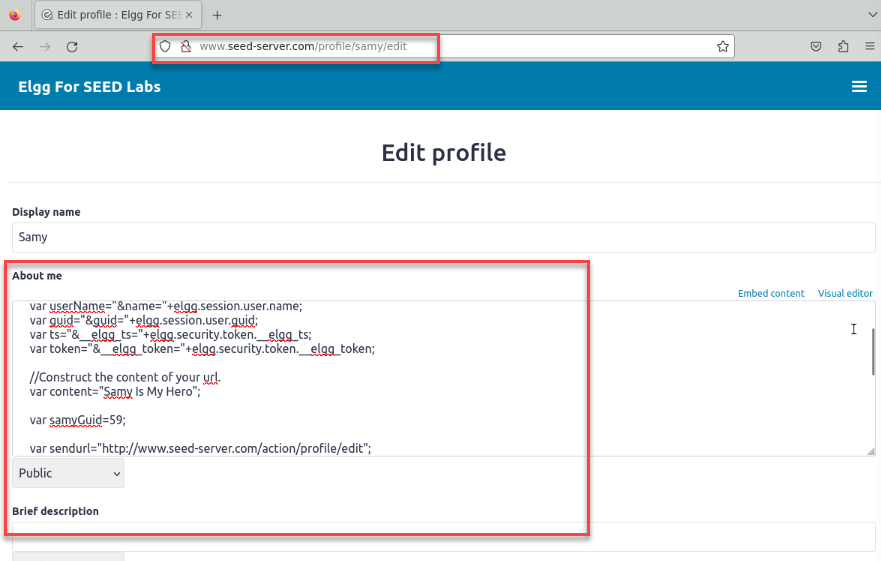 Edit profile : Elgg For SEE
www.seed-server.com/profile/samy/edit
Elgg For SEED Labs
Edit profile
Display name
Samy
About me
Embed content Visual editor
var userName="&name="+elgg.session.user.name;
var guid="&guid="+elgg.session.user.guid;
var ts="&__elgg_ts="+elgg.security.token.__elgg_ts;
var token="&__elgg_token="+elgg.security.token.__elgg_token;
//Construct the content of your url.
var content="Samy Is My Hero";
var samyGuid=59;
var sendurl="http://www.seed-server.com/action/profile/edit";
Public
Brief description